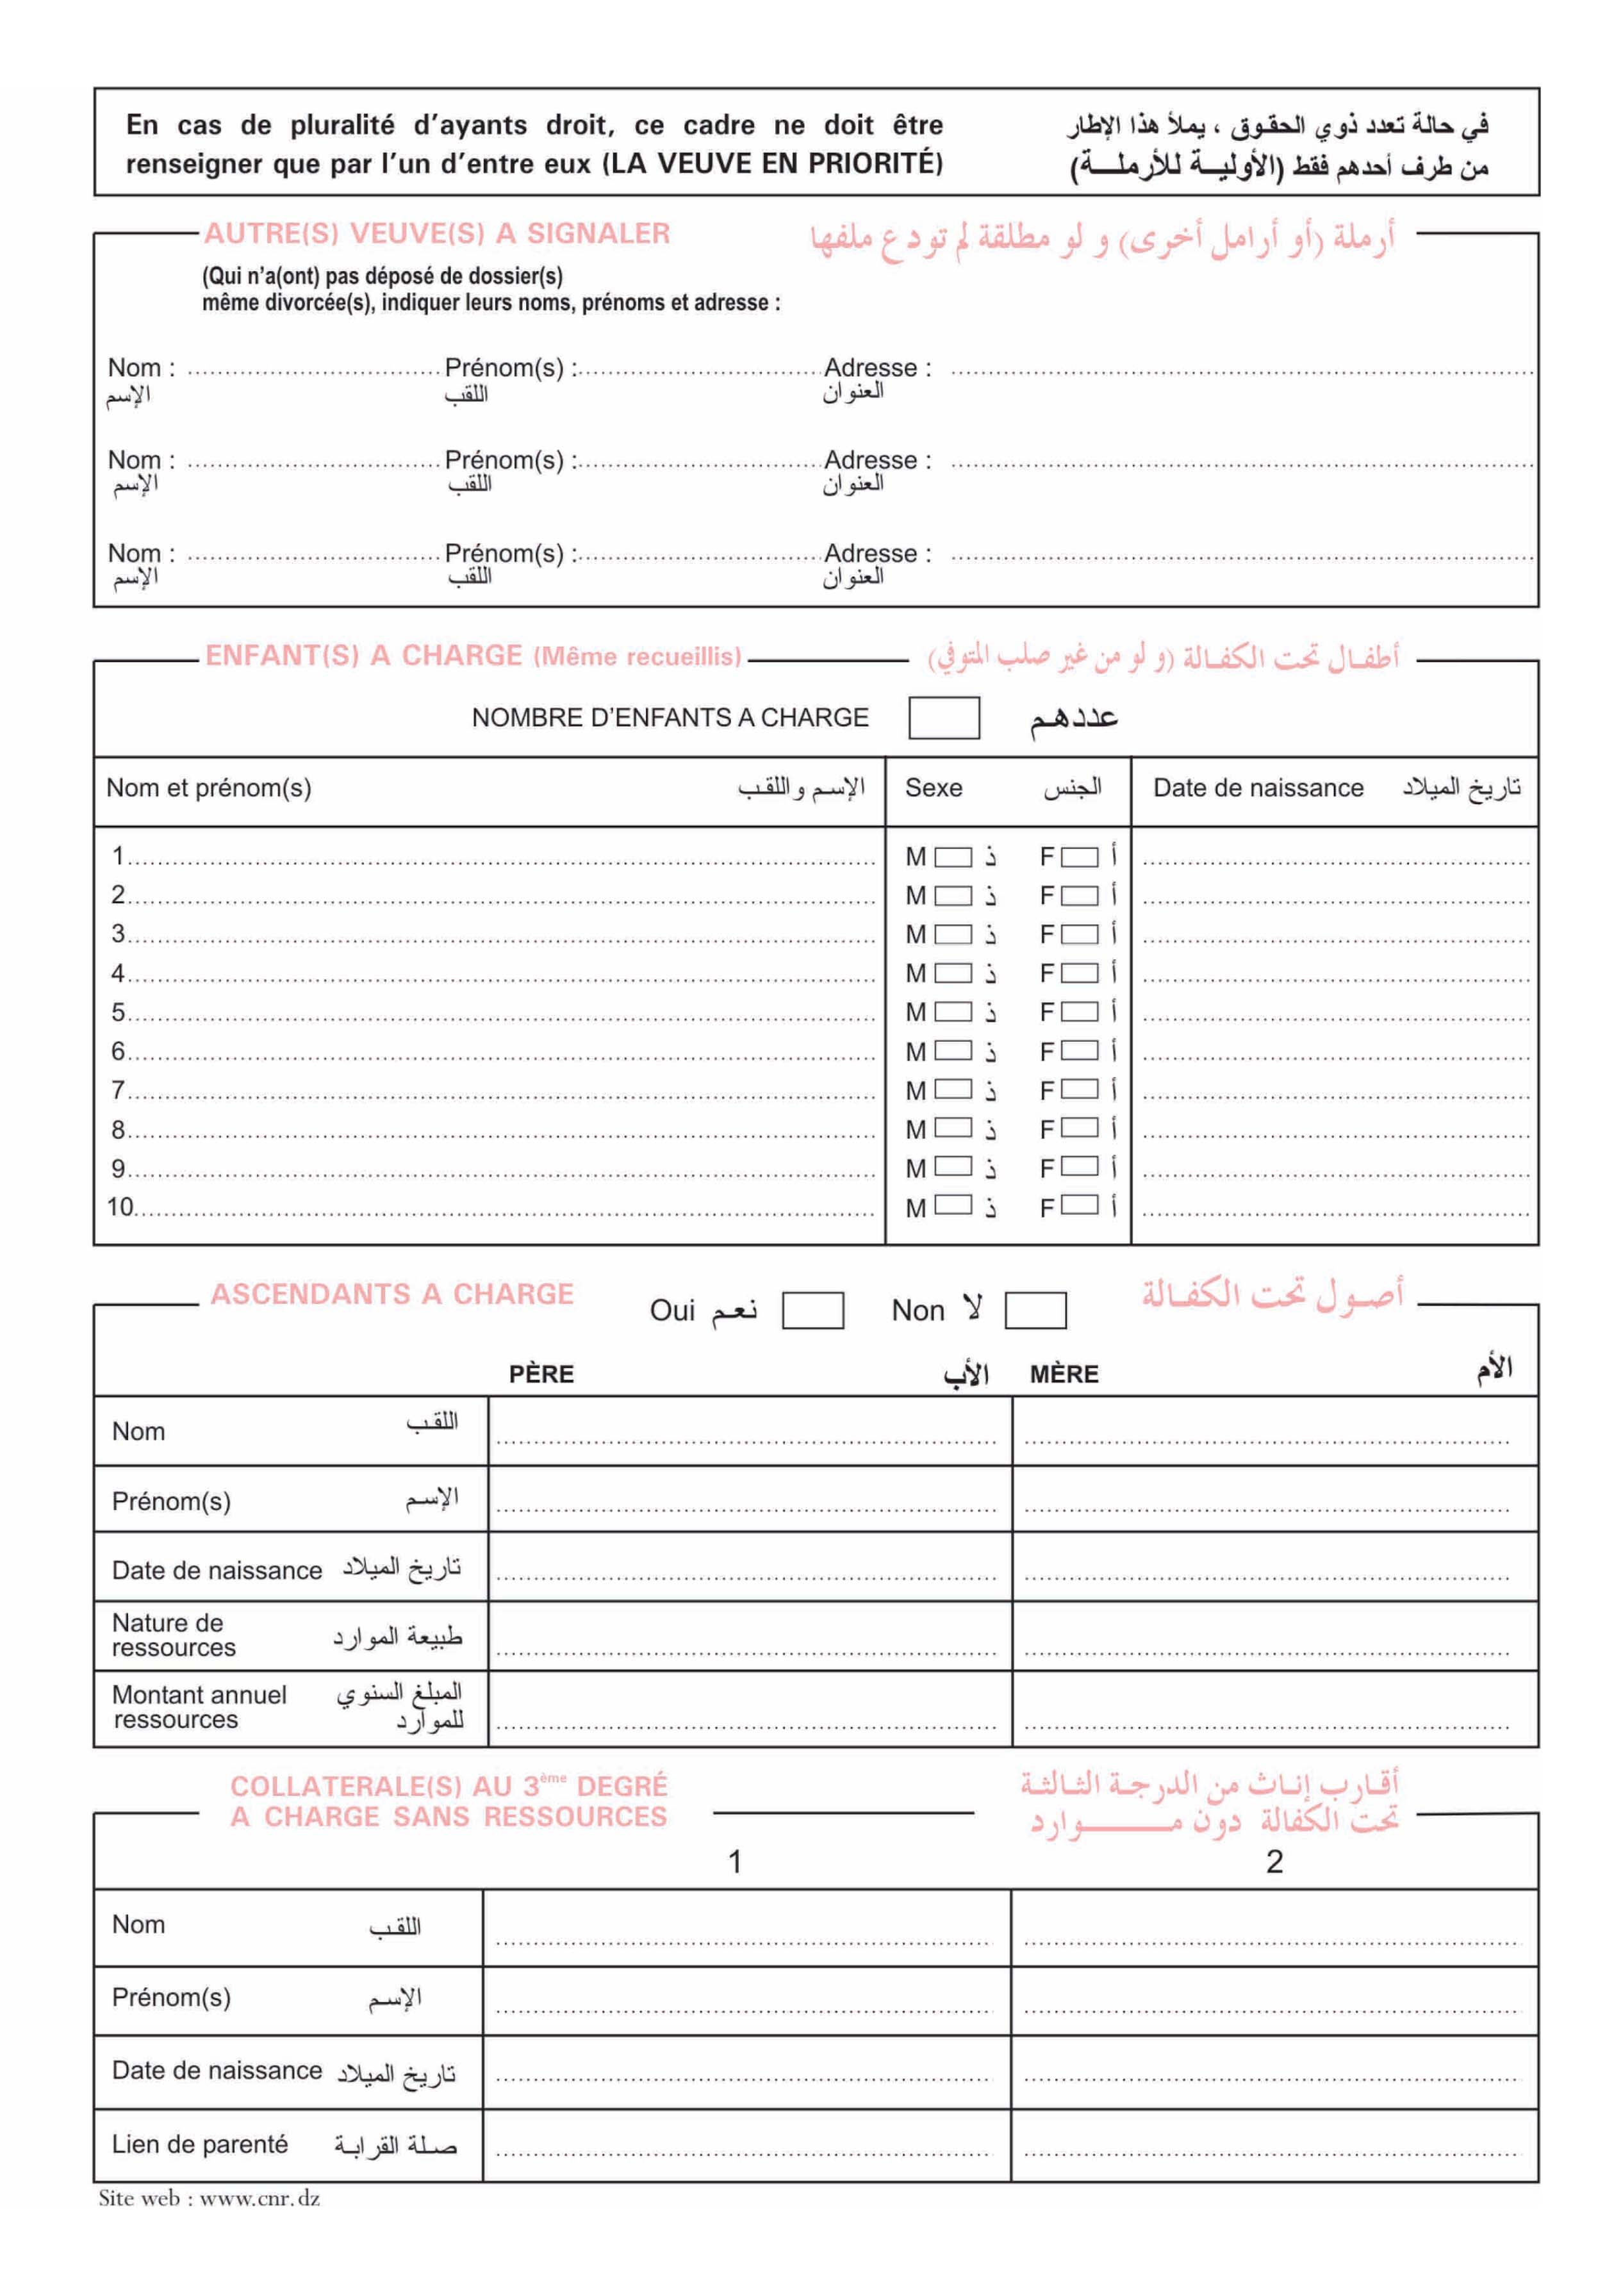 En cas de pluralité d'ayants droit, ce cadre ne doit être
renseigner que par l'un d'entre eux (LA VEUVE EN PRIORITÉ)
في حالة تعدد ذوي الحقوق ، يملأ هذا الإطار
من طرف أحدهم فقط (الأولية للأرملة)
AUTRE(S) VEUVE(S) A SIGNALER أرملة (أو أرامل أخرى) و لو مطلقة لم تودع ملفها
(Qui n'a(ont) pas déposé de dossier(s)
même divorcée(s), indiquer leurs noms, prénoms et adresse :
Nom : Prénom(s) : Adresse :
الإسم اللقب العنوان
Nom : Prénom(s) : Adresse :
الإسم اللقب العنوان
Nom : Prénom(s) : Adresse :
الإسم اللقب العنوان
ENFANT(S) A CHARGE (Même recueillis) أطفال تحت الكفالة (و لو من غير صلب المتوفي)
NOMBRE D'ENFANTS A CHARGE عددهم
Nom et prénom(s) الإسم واللقب Sexe الجنس Date de naissance تاريخ الميلاد
1 M ذ F أ
2 M ذ F أ
3 M ذ F أ
4 M ذ F أ
5 M ذ F أ
6 M ذ F أ
7 M ذ F أ
8 M ذ F أ
9 M ذ F أ
10 M ذ F أ
ASCENDANTS A CHARGE Oui نعم Non لا أصول تحت الكفالة
PÈRE الأب MÈRE الأم
Nom اللقب
Prénom(s) الإسم
Date de naissance تاريخ الميلاد
Nature de
ressources طبيعة الموارد
Montant annuel المبلغ السنوي
ressources للموارد
COLLATERALE(S) AU 3ème DEGRÉ أقارب إناث من الدرجة الثالثة
A CHARGE SANS RESSOURCES تحت الكفالة دون موارد
1 2
Nom اللقب
Prénom(s) الإسم
Date de naissance تاريخ الميلاد
Lien de parenté صلة القرابة
Site web : www.cnr.dz